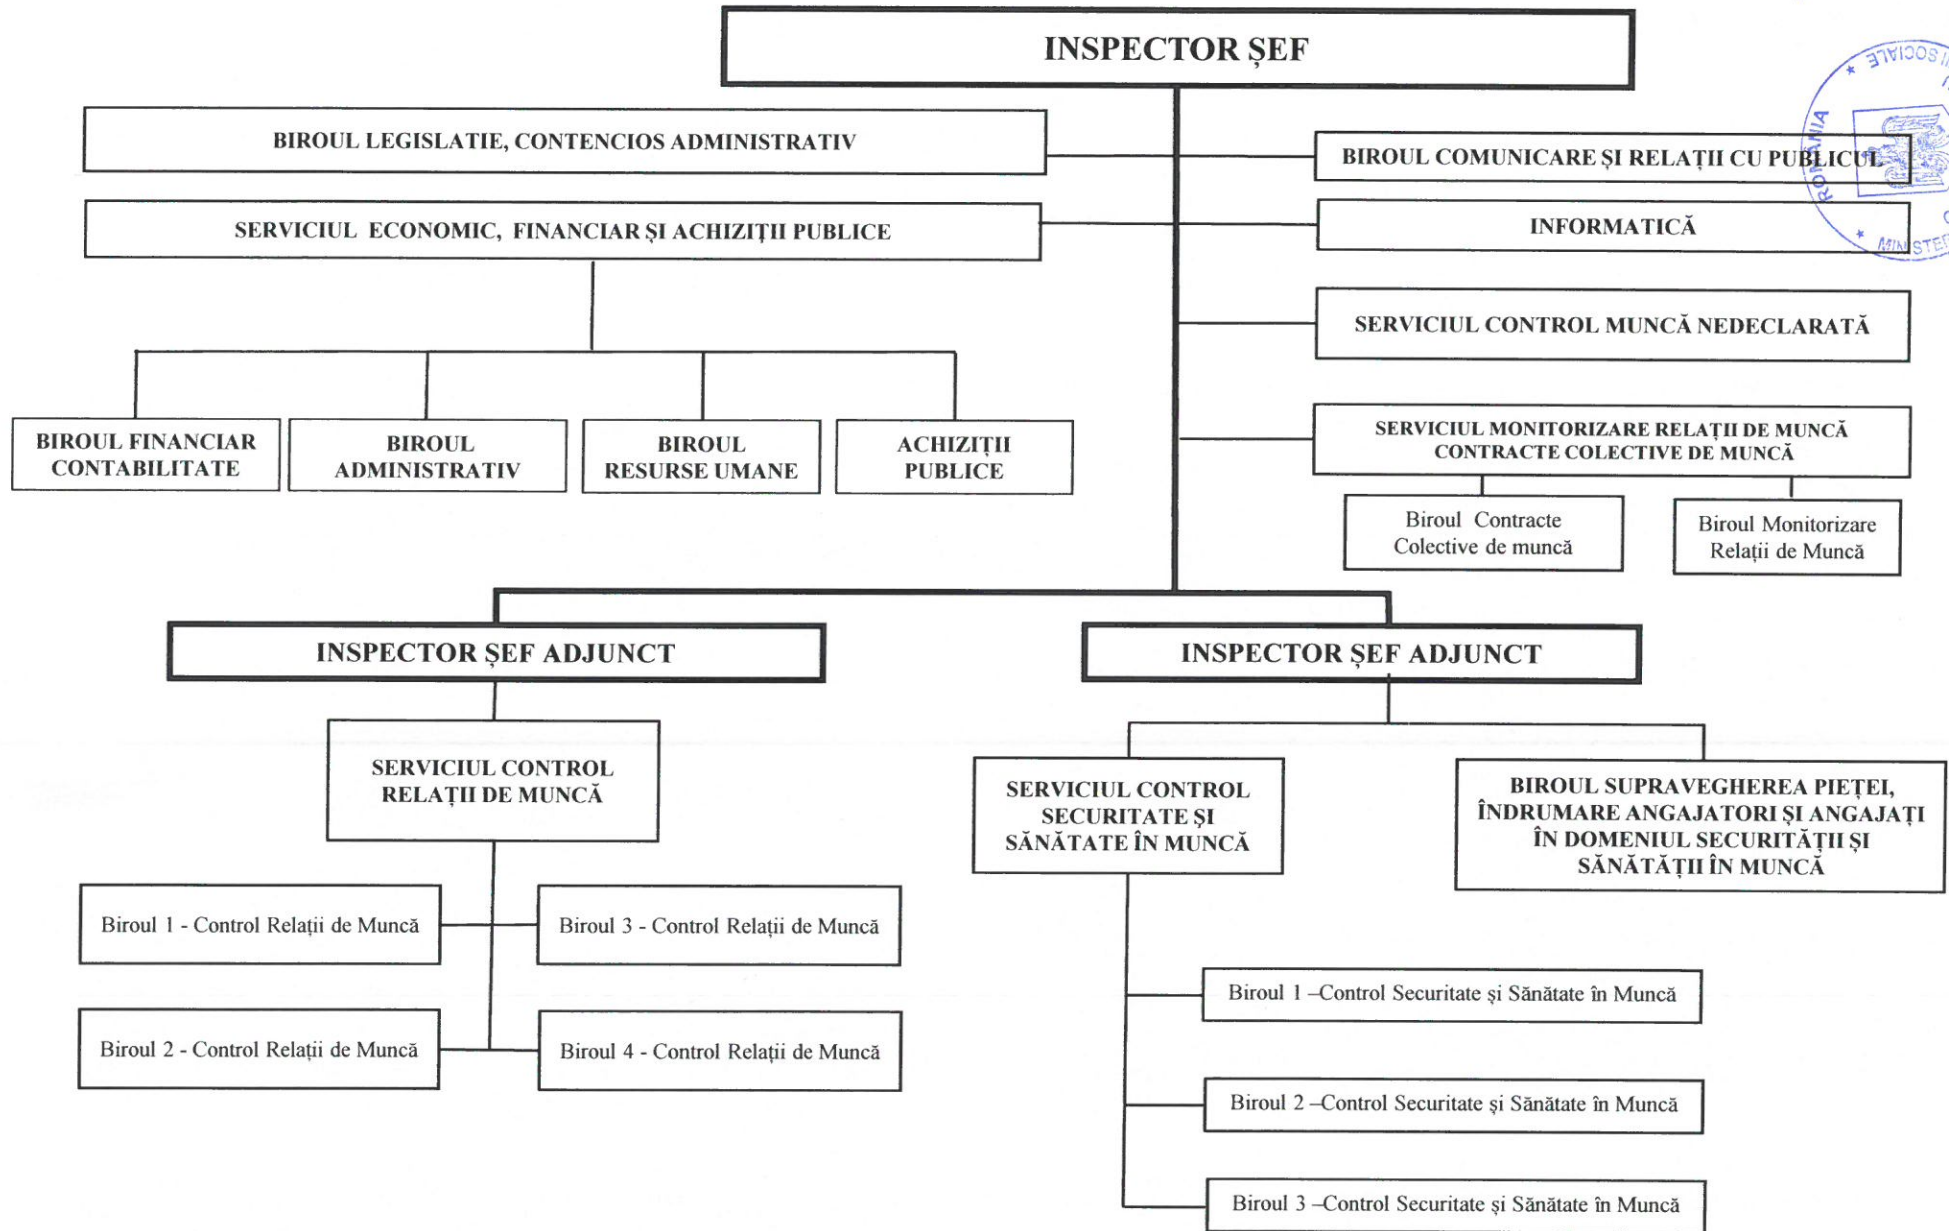 INSPECTOR ȘEF
BIROUL LEGISLATIE, CONTENCIOS ADMINISTRATIV
BIROUL COMUNICARE ȘI RELAȚII CU PUBLICUL
SERVICIUL ECONOMIC, FINANCIAR ȘI ACHIZIȚII PUBLICE
INFORMATICĂ
SERVICIUL CONTROL MUNCĂ NEDECLARATĂ
BIROUL FINANCIAR
CONTABILITATE
BIROUL
ADMINISTRATIV
BIROUL
RESURSE UMANE
ACHIZIȚII
PUBLICE
SERVICIUL MONITORIZARE RELAȚII DE MUNCĂ
CONTRACTE COLECTIVE DE MUNCĂ
Biroul Contracte
Colective de muncă
Biroul Monitorizare
Relații de Muncă
INSPECTOR ȘEF ADJUNCT
INSPECTOR ȘEF ADJUNCT
SERVICIUL CONTROL
RELAȚII DE MUNCĂ
SERVICIUL CONTROL
SECURITATE ȘI
SĂNĂTATE ÎN MUNCĂ
BIROUL SUPRAVEGHEREA PIEȚEI,
ÎNDRUMARE ANGAJATORI ȘI ANGAJAȚI
ÎN DOMENIUL SECURITĂȚII ȘI
SĂNĂTĂȚII ÎN MUNCĂ
Biroul 1 - Control Relații de Muncă
Biroul 3 - Control Relații de Muncă
Biroul 2 - Control Relații de Muncă
Biroul 4 - Control Relații de Muncă
Biroul 1 –Control Securitate și Sănătate în Muncă
Biroul 2 –Control Securitate și Sănătate în Muncă
Biroul 3 –Control Securitate și Sănătate în Muncă
ROMÂNIA
SOCIALE